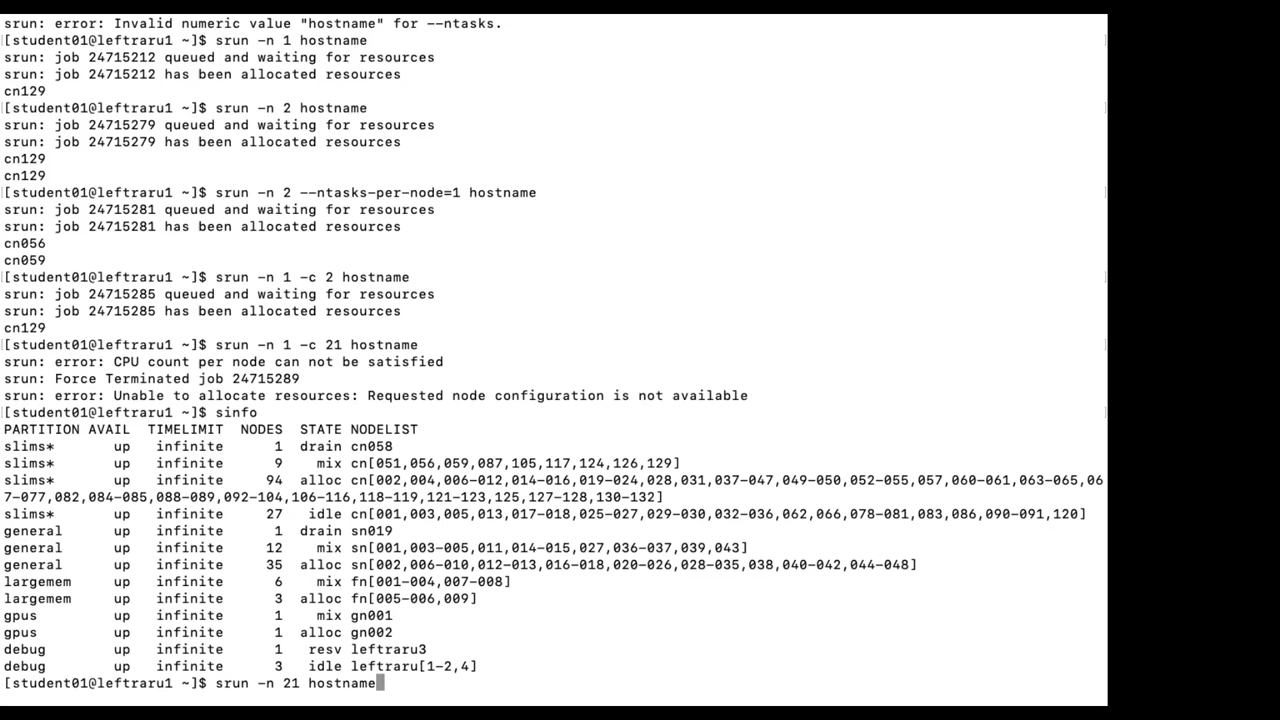 srun: error: Invalid numeric value "hostname" for --ntasks.
[student01@leftraru1 ~]$ srun -n 1 hostname
srun: job 24715212 queued and waiting for resources
srun: job 24715212 has been allocated resources
cn129
[student01@leftraru1 ~]$ srun -n 2 hostname
srun: job 24715279 queued and waiting for resources
srun: job 24715279 has been allocated resources
cn129
cn129
[student01@leftraru1 ~]$ srun -n 2 --ntasks-per-node=1 hostname
srun: job 24715281 queued and waiting for resources
srun: job 24715281 has been allocated resources
cn056
cn059
[student01@leftraru1 ~]$ srun -n 1 -c 2 hostname
srun: job 24715285 queued and waiting for resources
srun: job 24715285 has been allocated resources
cn129
[student01@leftraru1 ~]$ srun -n 1 -c 21 hostname
srun: error: CPU count per node can not be satisfied
srun: Force Terminated job 24715289
srun: error: Unable to allocate resources: Requested node configuration is not available
[student01@leftraru1 ~]$ sinfo
PARTITION AVAIL  TIMELIMIT  NODES  STATE NODELIST
slims*       up   infinite      1  drain cn058
slims*       up   infinite      9    mix cn[051,056,059,087,105,117,124,126,129]
slims*       up   infinite     94  alloc cn[002,004,006-012,014-016,019-024,028,031,037-047,049-050,052-055,057,060-061,063-065,06
7-077,082,084-085,088-089,092-104,106-116,118-119,121-123,125,127-128,130-132]
slims*       up   infinite     27   idle cn[001,003,005,013,017-018,025-027,029-030,032-036,062,066,078-081,083,086,090-091,120]
general      up   infinite      1  drain sn019
general      up   infinite     12    mix sn[001,003-005,011,014-015,027,036-037,039,043]
general      up   infinite     35  alloc sn[002,006-010,012-013,016-018,020-026,028-035,038,040-042,044-048]
largemem     up   infinite      6    mix fn[001-004,007-008]
largemem     up   infinite      3  alloc fn[005-006,009]
gpus         up   infinite      1    mix gn001
gpus         up   infinite      1  alloc gn002
debug        up   infinite      1   resv leftraru3
debug        up   infinite      3   idle leftraru[1-2,4]
[student01@leftraru1 ~]$ srun -n 21 hostname